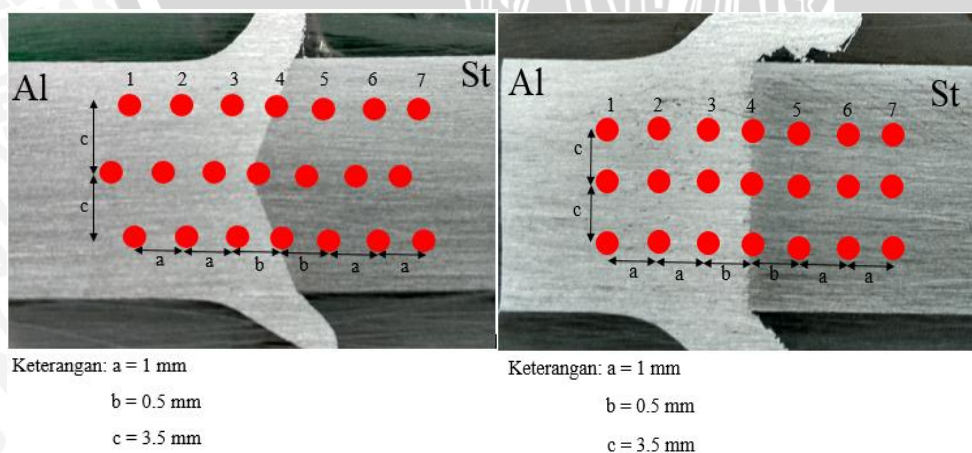 Al
St
1 2 3 4 5 6 7
c
c
a a b b a a
Keterangan: a = 1 mm
b = 0.5 mm
c = 3.5 mm
Al
St
1 2 3 4 5 6 7
c
c
a a b b a a
Keterangan: a = 1 mm
b = 0.5 mm
c = 3.5 mm